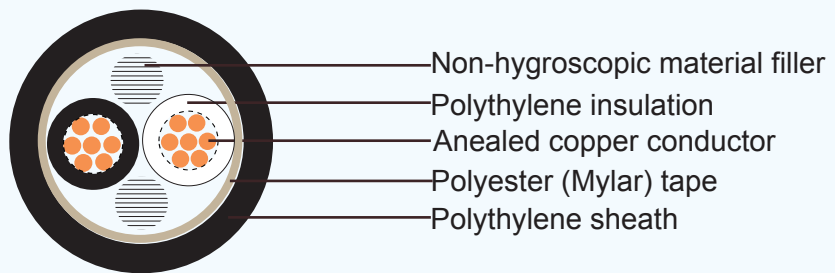 Non-hygroscopic material filler
Polythylene insulation
Anealed copper conductor
Polyester (Mylar) tape
Polythylene sheath